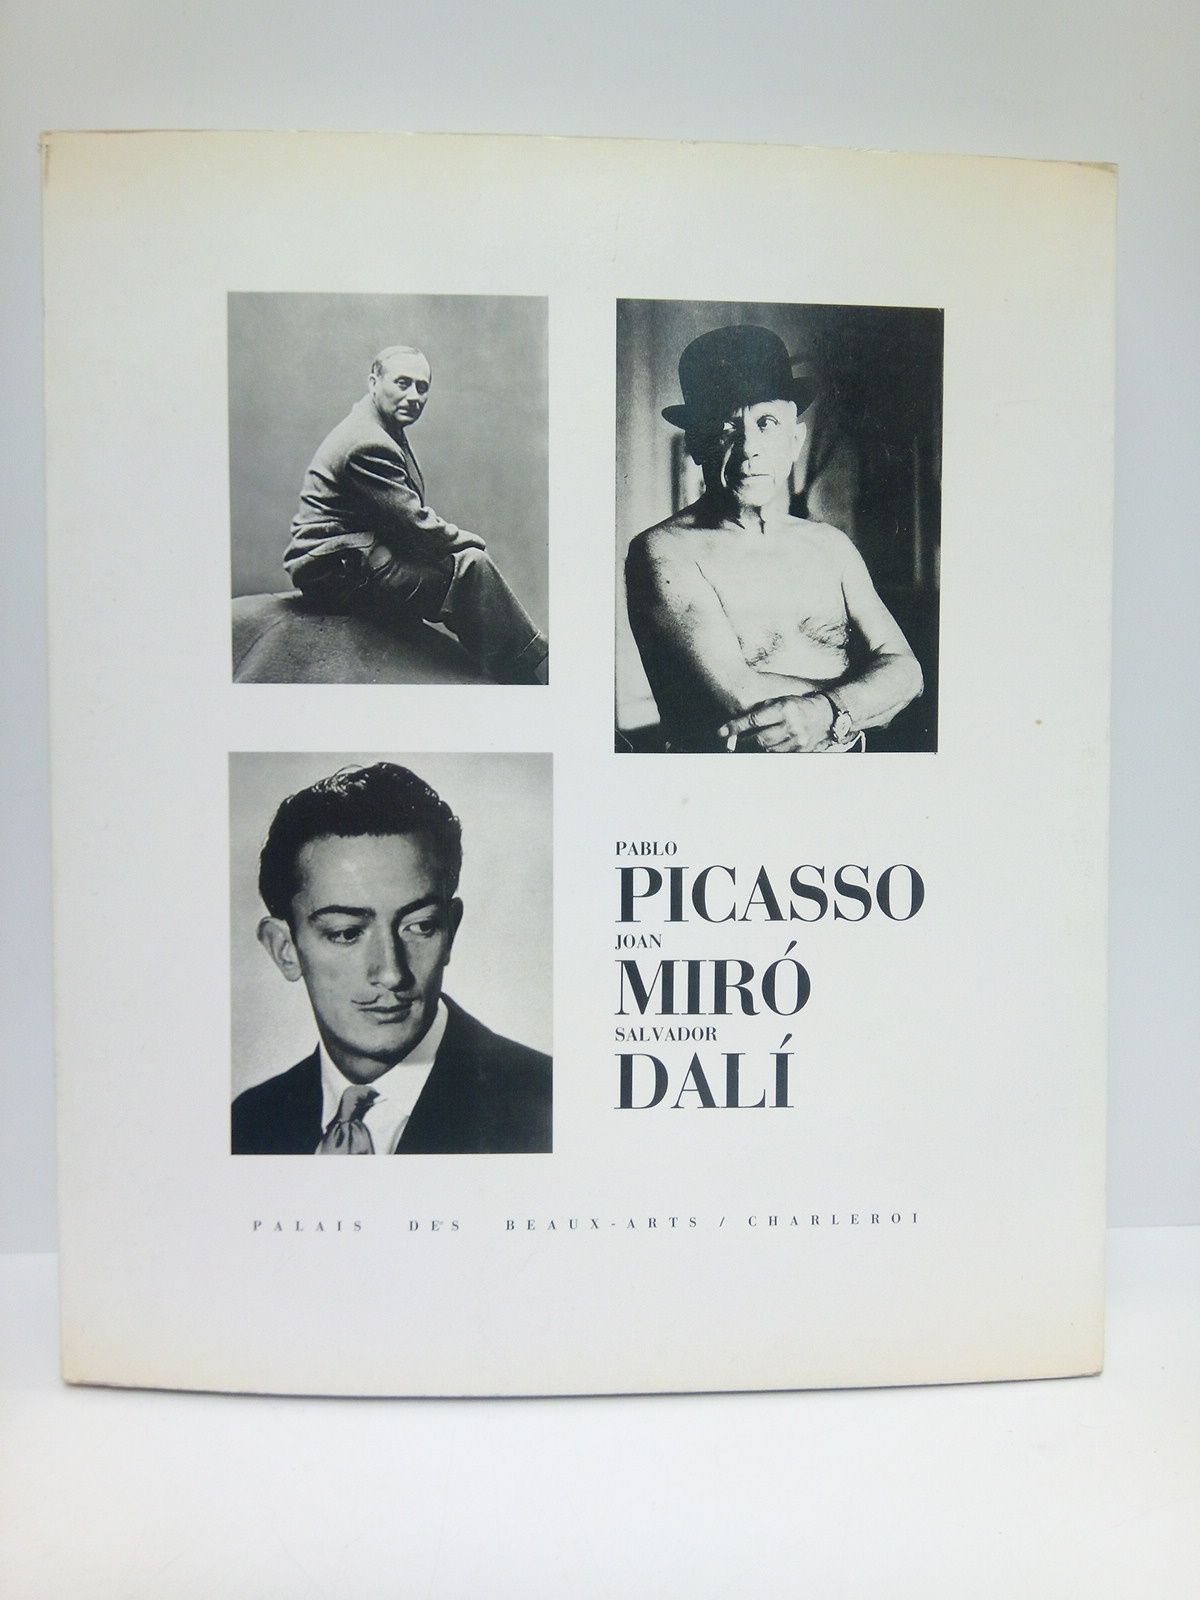 PABLO
PICASSO
JOAN
MIRÓ
SALVADOR
DALÍ
PALAIS DES BEAUX-ARTS / CHARLEROI